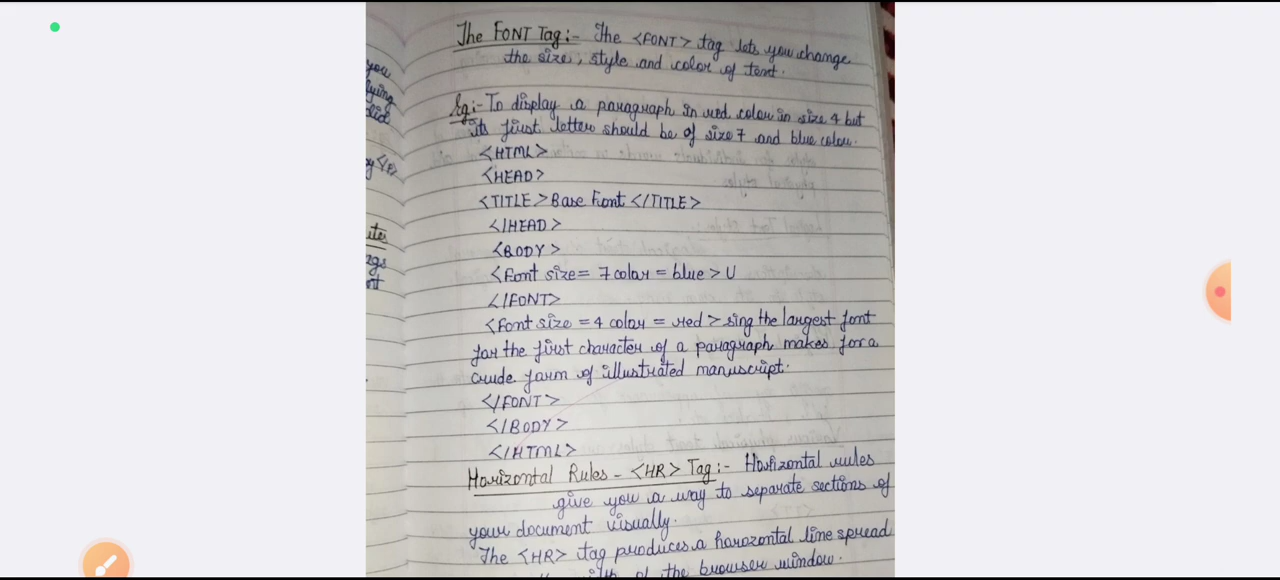 The FONT Tag:- The <FONT> tag lets you change
the size, style and color of text.
Eg:- To display a paragraph in red colour in size 4 but
its first letter should be of size 7 and blue colour.
<HTML>
<HEAD>
<TITLE> Base Font </TITLE>
</HEAD>
<BODY>
<Font size= 7 color = blue > U
</FONT>
<Font size = 4 color = red > sing the largest font
for the first character of a paragraph makes for a
crude form of illustrated manuscript.
</FONT>
</BODY>
</HTML>
Horizontal Rules - <HR> Tag:- Horizontal rules
give you a way to separate sections of
your document visually.
The <HR> tag produces a horozontal line spread
of the browser window.
you